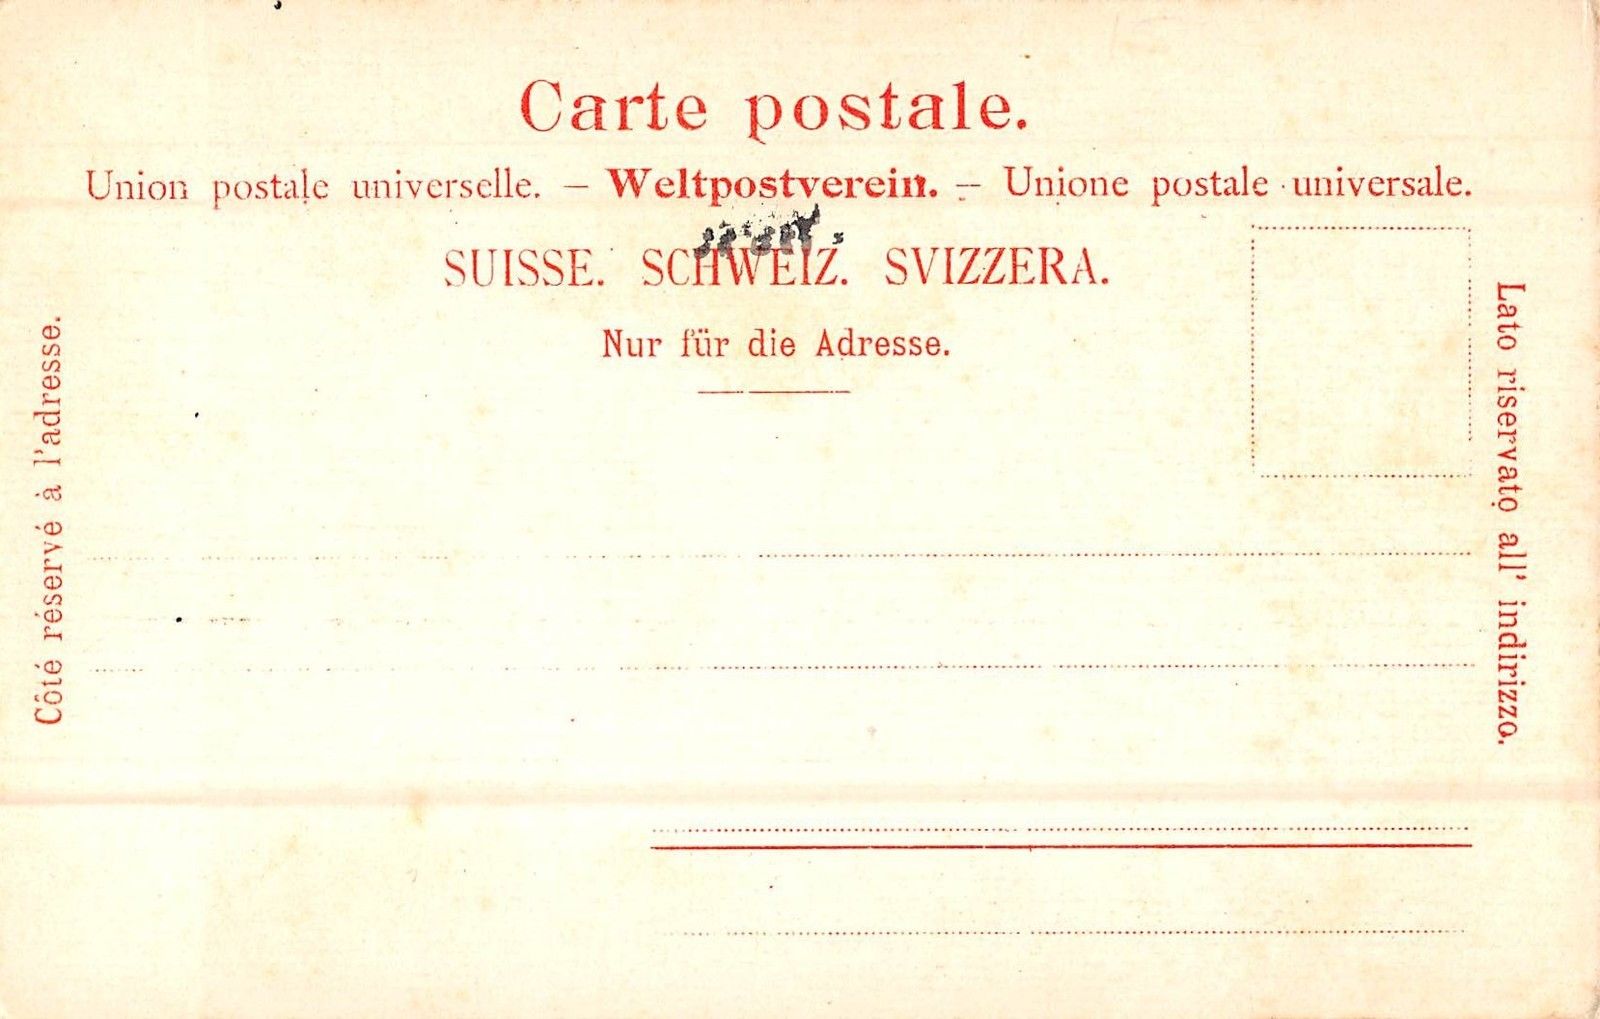 Carte postale.
Union postale universelle. – Weltpostverein. – Unione postale universale.
SUISSE. SCHWEIZ. SVIZZERA.
Nur für die Adresse.
Côté réservé à l'adresse.
Lato riservato all' indirizzo.